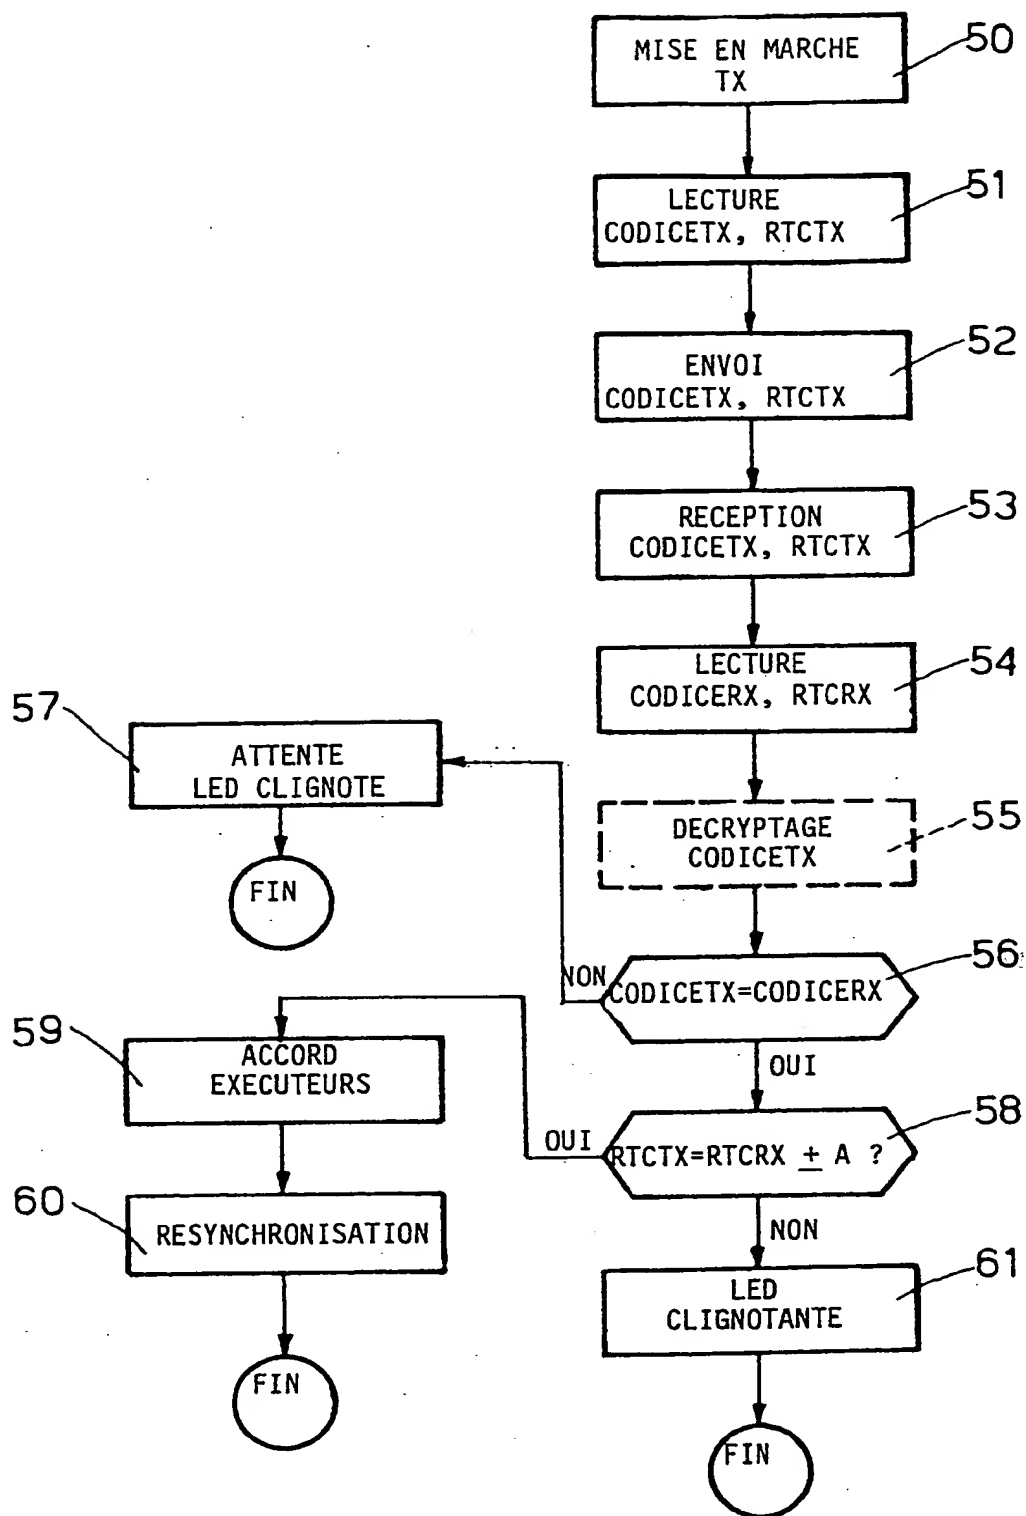 MISE EN MARCHE
TX
50
LECTURE
CODICETX, RTCTX
51
ENVOI
CODICETX, RTCTX
52
RECEPTION
CODICETX, RTCTX
53
LECTURE
CODICERX, RTCRX
54
57
ATTENTE
LED CLIGNOTE
FIN
DECRYPTAGE
CODICETX
55
NON
CODICETX=CODICERX
56
OUI
59
ACCORD
EXECUTEURS
OUI
RTCTX=RTCRX ± A ?
58
NON
60
RESYNCHRONISATION
FIN
LED
CLIGNOTANTE
61
FIN